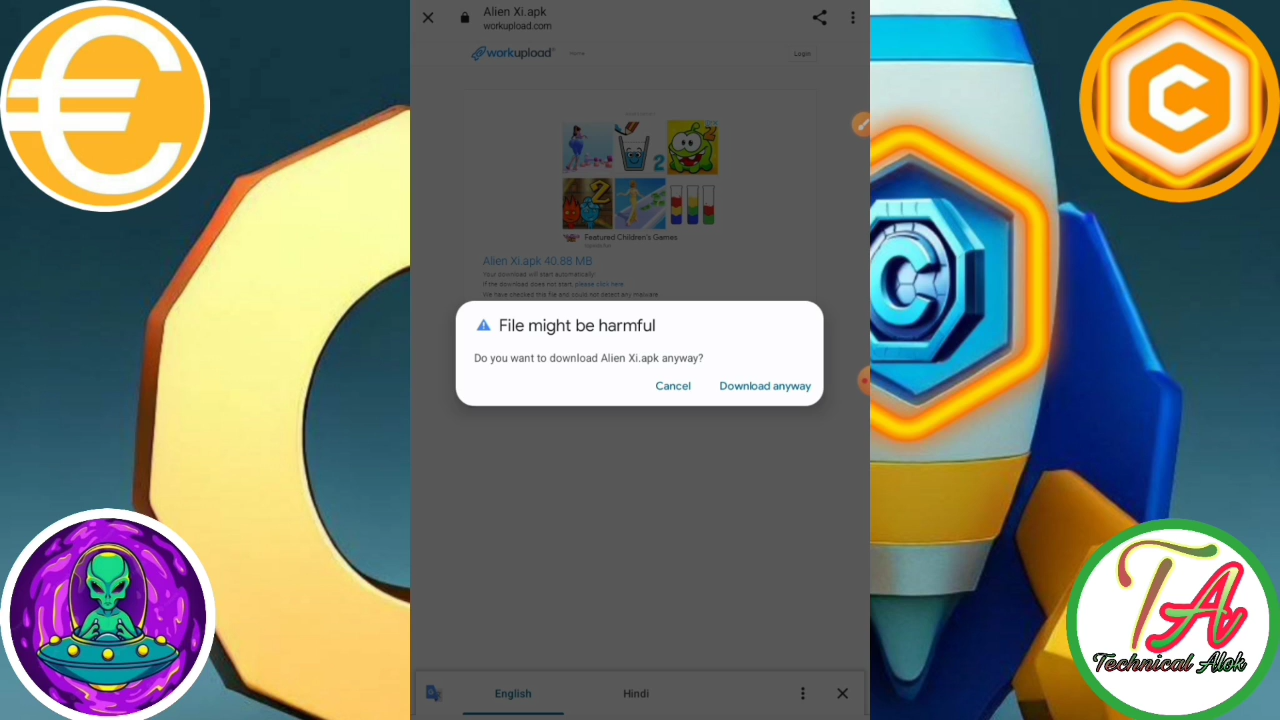 Alien Xi.apk
workupload.com
workupload
Home
Login
2
2
2
Featured Children's Games
Alien Xi.apk 40.88 MB
Your download will start automatically!
If the download does not start, please click here.
We have checked this file and could not detect any malware
File might be harmful
Do you want to download Alien Xi.apk anyway?
Cancel
Download anyway
English
Hindi
€
C
C
TA
Technical Alok